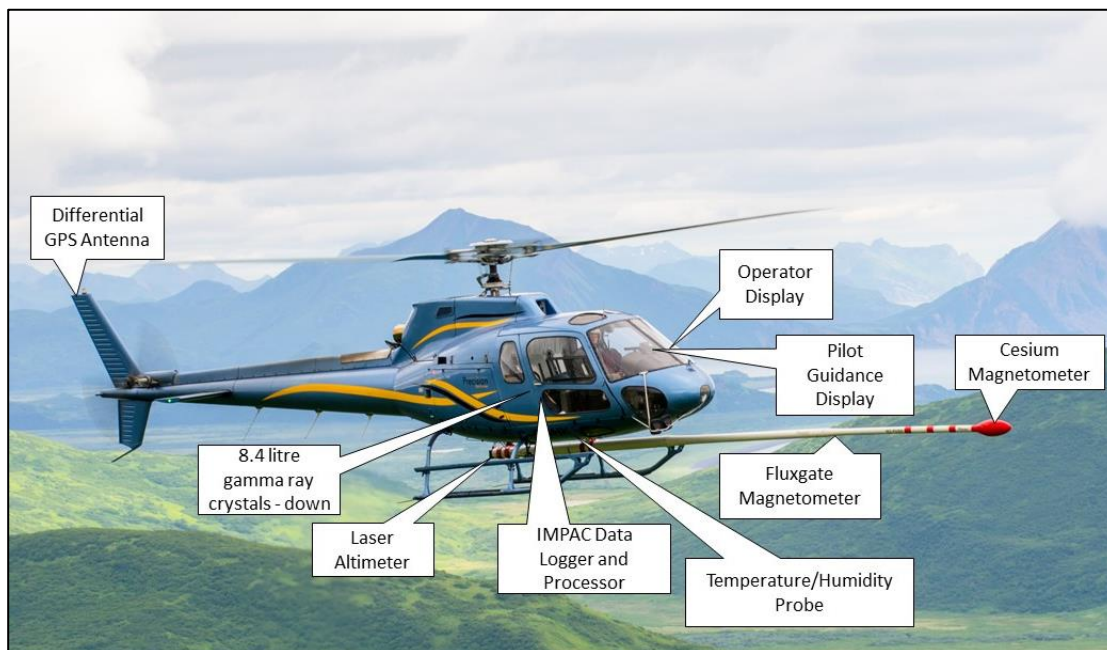 Differential
GPS Antenna
Operator
Display
Pilot
Guidance
Display
Cesium
Magnetometer
8.4 litre
gamma ray
crystals - down
Laser
Altimeter
IMPAC Data
Logger and
Processor
Fluxgate
Magnetometer
Temperature/Humidity
Probe
Precision